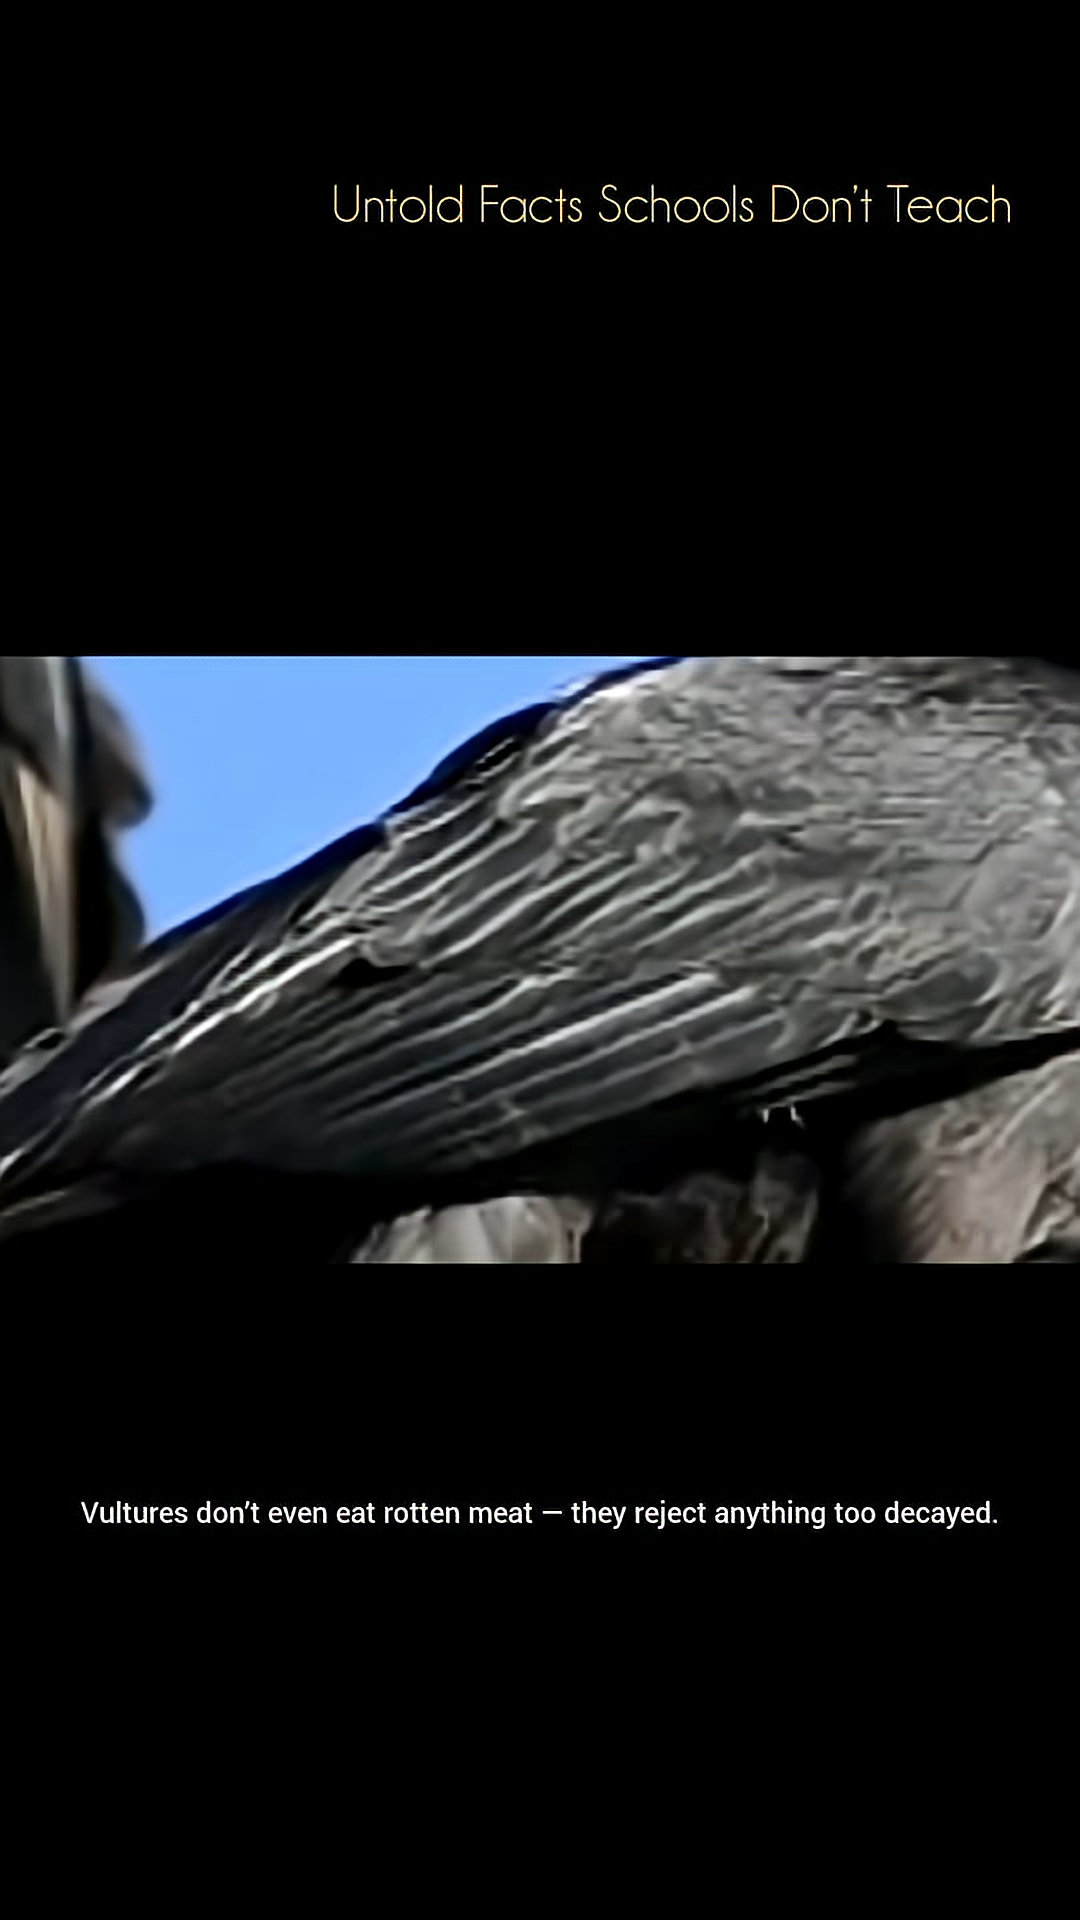 Untold Facts Schools Don’t Teach
Vultures don’t even eat rotten meat — they reject anything too decayed.